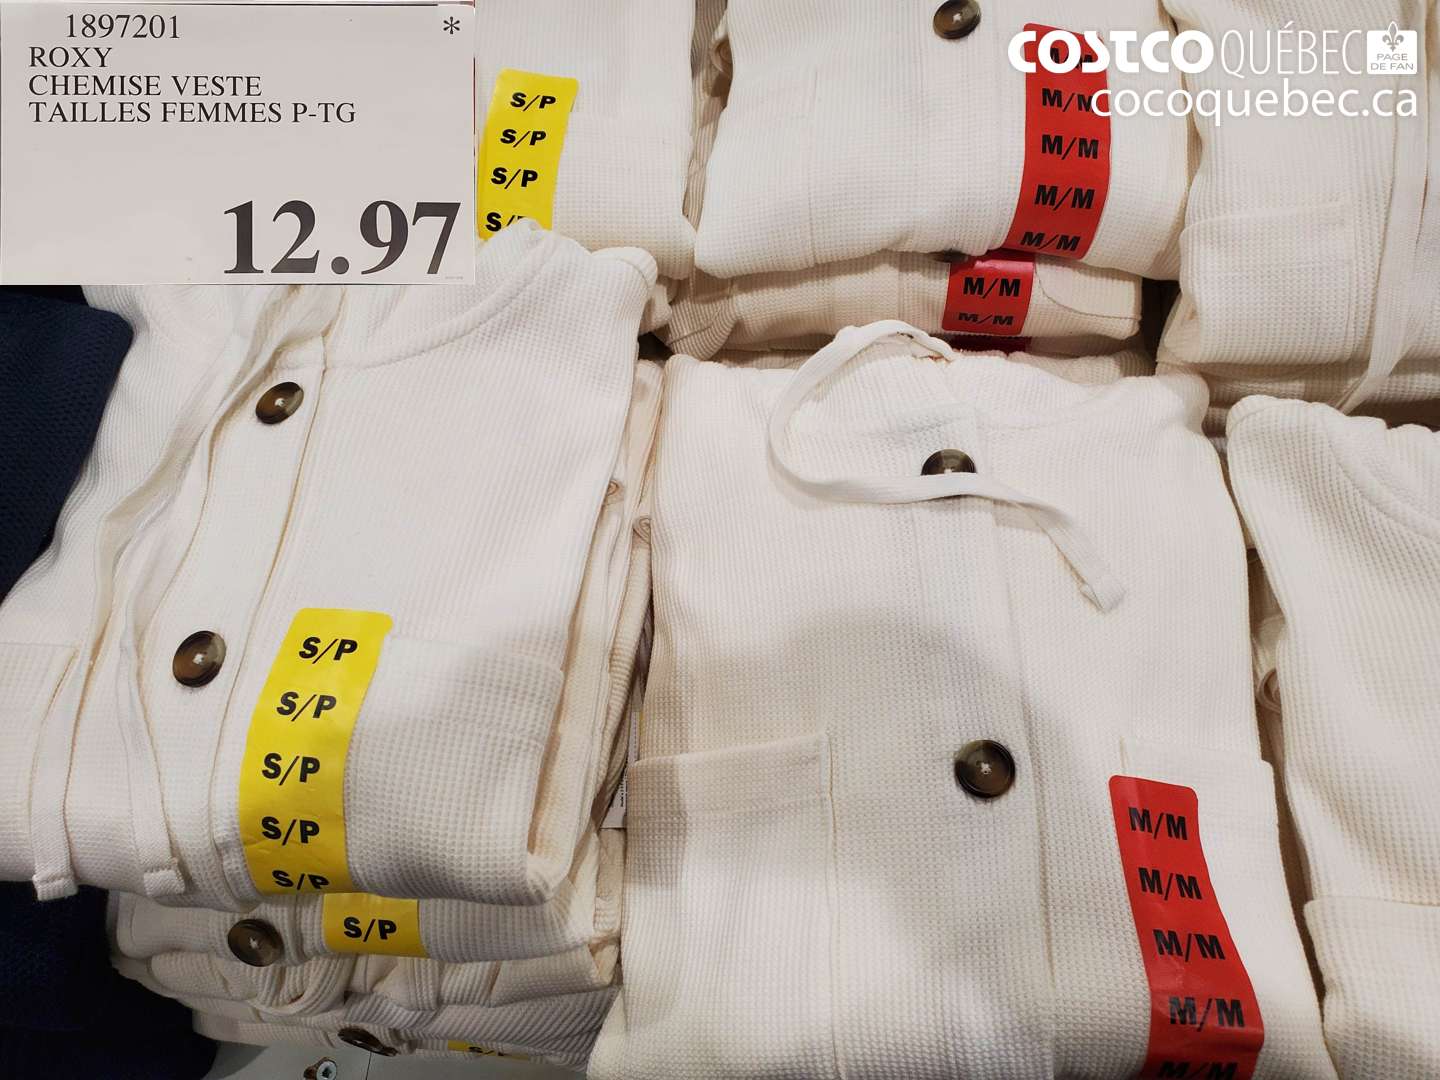 1897201 *
ROXY
CHEMISE VESTE
TAILLES FEMMES P-TG
12.97
COSTCO QUÉBEC
PAGE
DE FAN
cocoquebec.ca
S/P
S/P
S/P
S/P
M/M
M/M
M/M
M/M
M/M
M/M
M/M
S/P
S/P
S/P
S/P
S/P
S/P
M/M
M/M
M/M
M/M
M/M
S/P